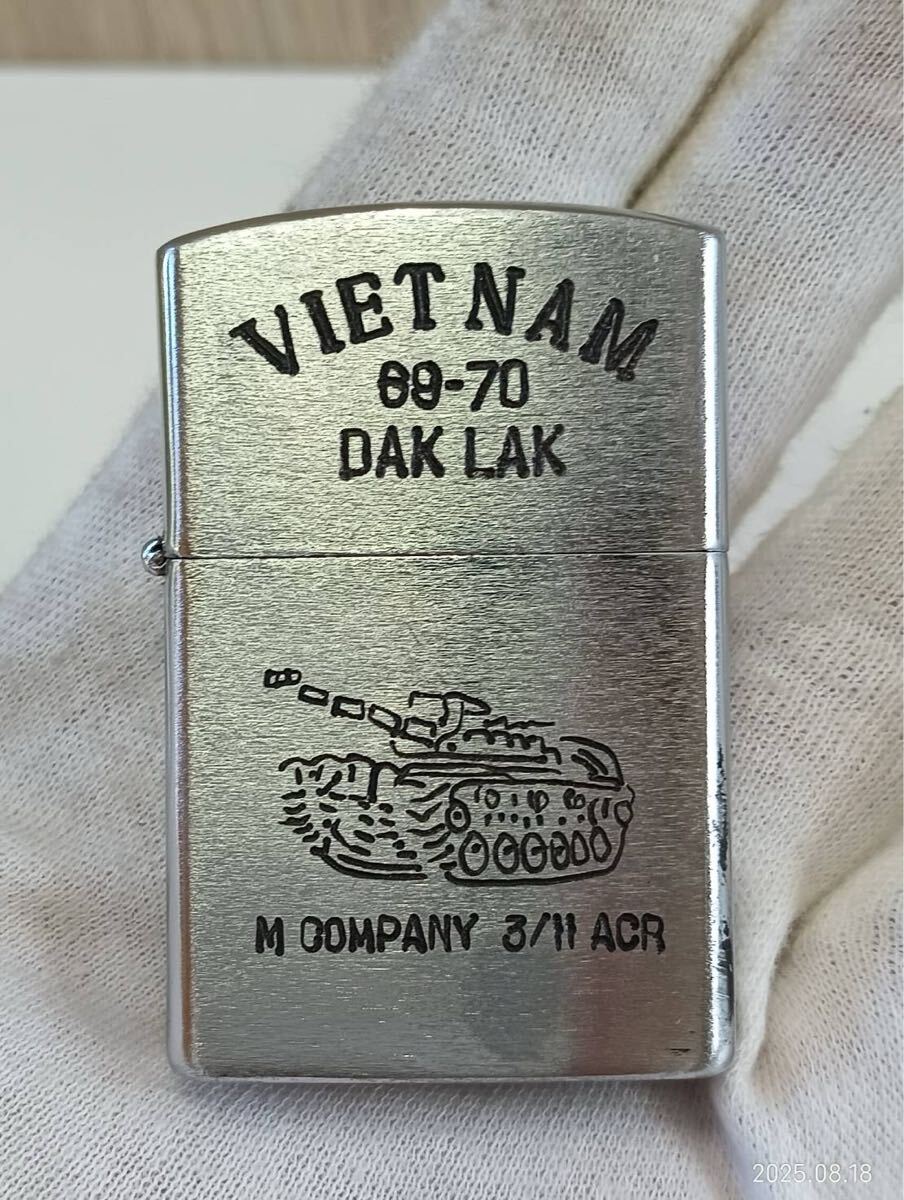 VIETNAM
69-70
DAK LAK
M COMPANY 3/11 ACR
2025.08.18